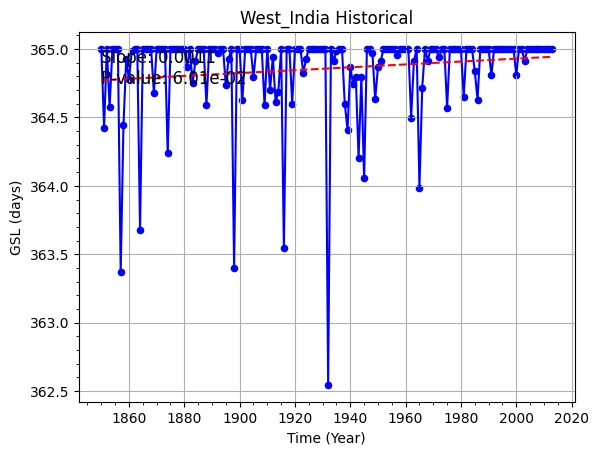 West_India Historical
GSL (days)
365.0
364.5
364.0
363.5
363.0
362.5
Slope: 0.0011
P-value: 6.01e-02
1860 1880 1900 1920 1940 1960 1980 2000 2020
Time (Year)